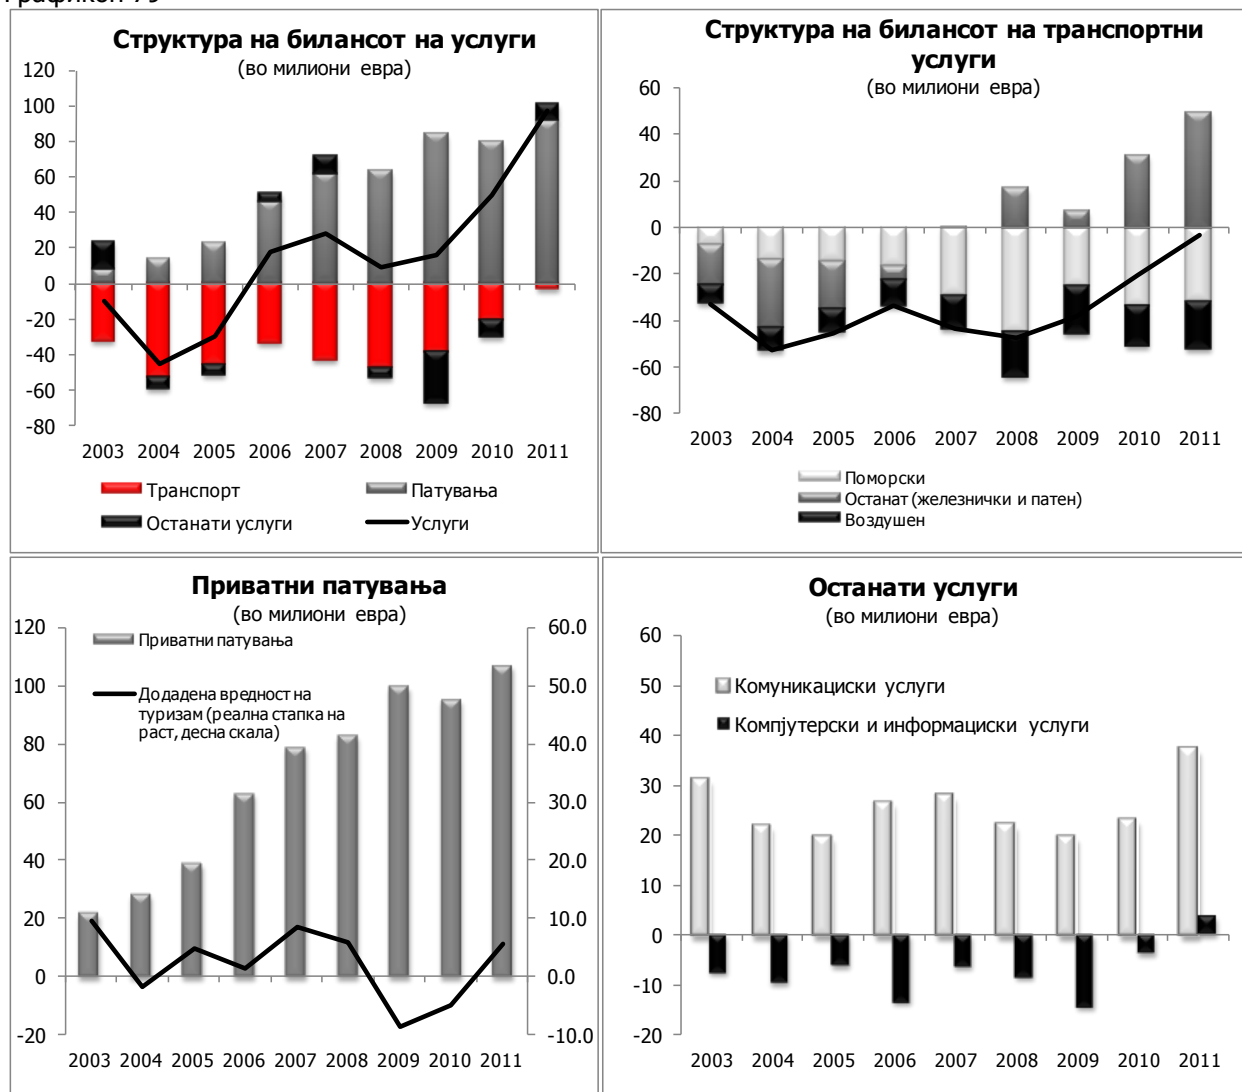 Графикон 79
Структура на билансот на услуги
(во милиони евра)
120
100
80
60
40
20
0
-20
-40
-60
-80
2003 2004 2005 2006 2007 2008 2009 2010 2011
Транспорт
Патувања
Останати услуги
Услуги
Структура на билансот на транспортни
услуги
(во милиони евра)
60
40
20
0
-20
-40
-60
-80
2003 2004 2005 2006 2007 2008 2009 2010 2011
Поморски
Останат (железнички и патен)
Воздушен
Приватни патувања
(во милиони евра)
120
100
80
60
40
20
0
-20
60.0
50.0
40.0
30.0
20.0
10.0
0.0
-10.0
Приватни патувања
Додадена вредност на
туризам (реална стапка на
раст, десна скала)
2003 2004 2005 2006 2007 2008 2009 2010 2011
Останати услуги
(во милиони евра)
60
50
40
30
20
10
0
-10
-20
Комуникациски услуги
Компјутерски и информациски услуги
2003 2004 2005 2006 2007 2008 2009 2010 2011